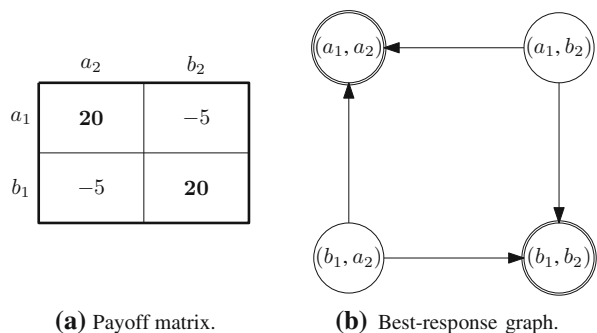 a₂ b₂
a₁ 20 −5
b₁ −5 20
(a) Payoff matrix.
(a₁, a₂) (a₁, b₂)
(b₁, a₂) (b₁, b₂)
(b) Best-response graph.